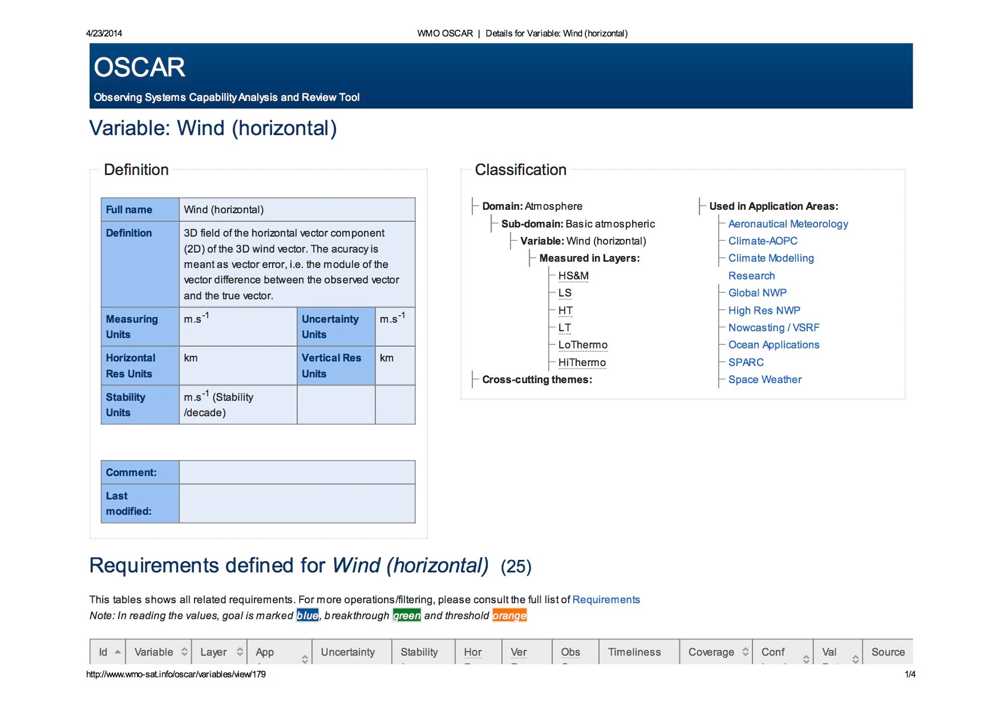 4/23/2014
WMO OSCAR | Details for Variable: Wind (horizontal)
OSCAR
Observing Systems Capability Analysis and Review Tool
Variable: Wind (horizontal)
Definition
Full name
Wind (horizontal)
Definition
3D field of the horizontal vector component
(2D) of the 3D wind vector. The acuracy is
meant as vector error, i.e. the module of the
vector difference between the observed vector
and the true vector.
Measuring
Units
m.s-1
Uncertainty
Units
m.s-1
Horizontal
Res Units
km
Vertical Res
Units
km
Stability
Units
m.s-1 (Stability
/decade)
Comment:
Last
modified:
Classification
Domain: Atmosphere
Sub-domain: Basic atmospheric
Variable: Wind (horizontal)
Measured in Layers:
HS&M
LS
HT
LT
LoThermo
HiThermo
Cross-cutting themes:
Used in Application Areas:
Aeronautical Meteorology
Climate-AOPC
Climate Modelling
Research
Global NWP
High Res NWP
Nowcasting / VSRF
Ocean Applications
SPARC
Space Weather
Requirements defined for Wind (horizontal) (25)
This tables shows all related requirements. For more operations/filtering, please consult the full list of Requirements
Note: In reading the values, goal is marked blue, breakthrough green and threshold orange
Id Variable Layer App Uncertainty Stability Hor Ver Obs Timeliness Coverage Conf Val Source
http://www.wmo-sat.info/oscar/variables/view/179
1/4